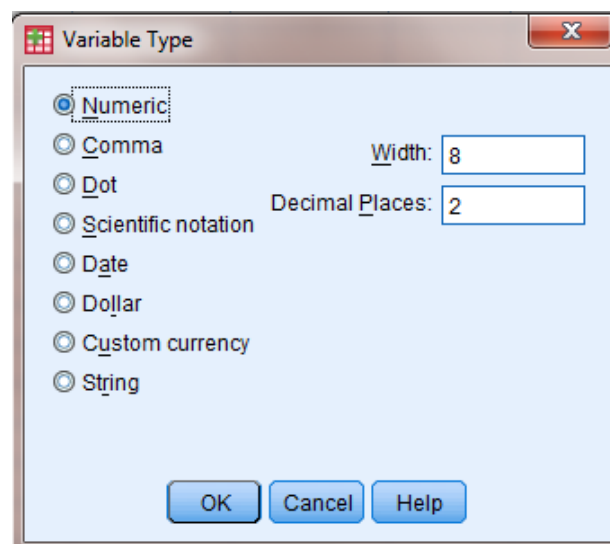 Variable Type
Numeric
Comma
Dot
Scientific notation
Date
Dollar
Custom currency
String
Width: 8
Decimal Places: 2
OK Cancel Help